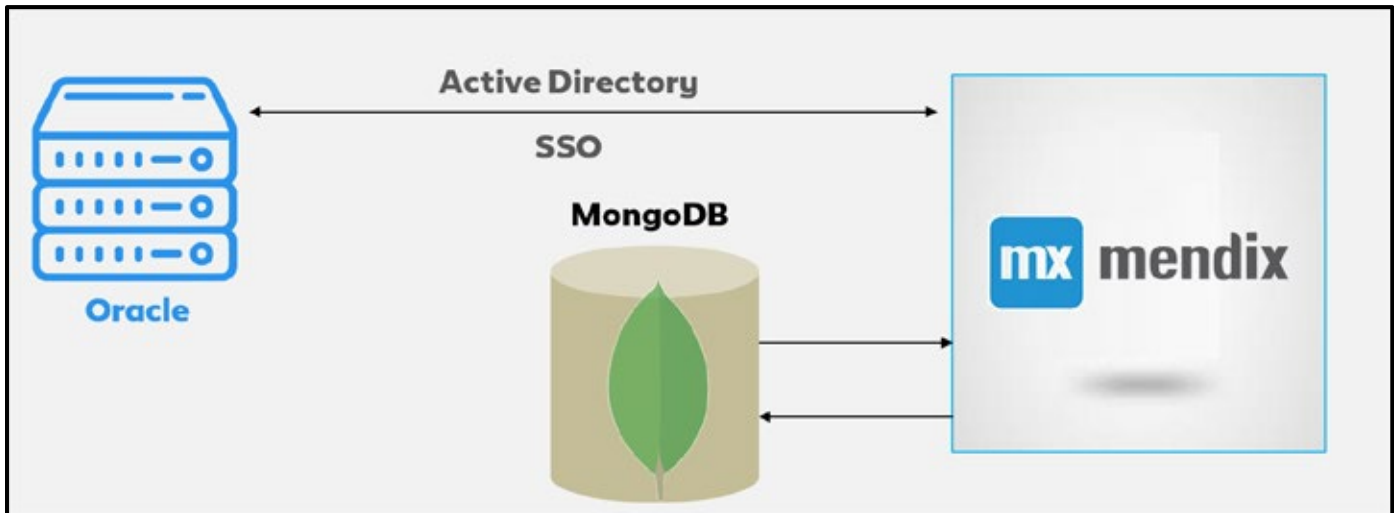 Active Directory
SSO
MongoDB
mx mendix
Oracle